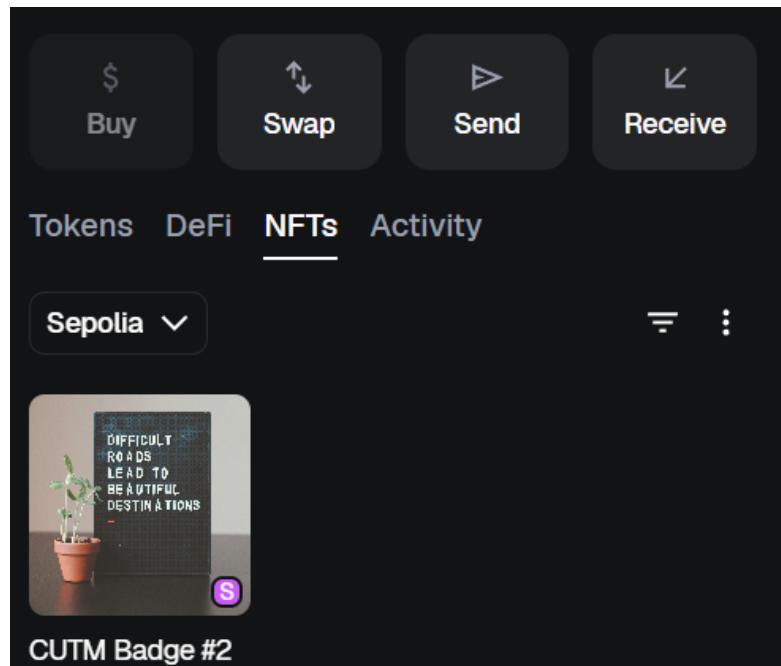 $
Buy
Swap
Send
Receive
Tokens DeFi NFTs Activity
Sepolia
DIFFICULT
ROADS
LEAD TO
BEAUTIFUL
DESTINATIONS
S
CUTM Badge #2